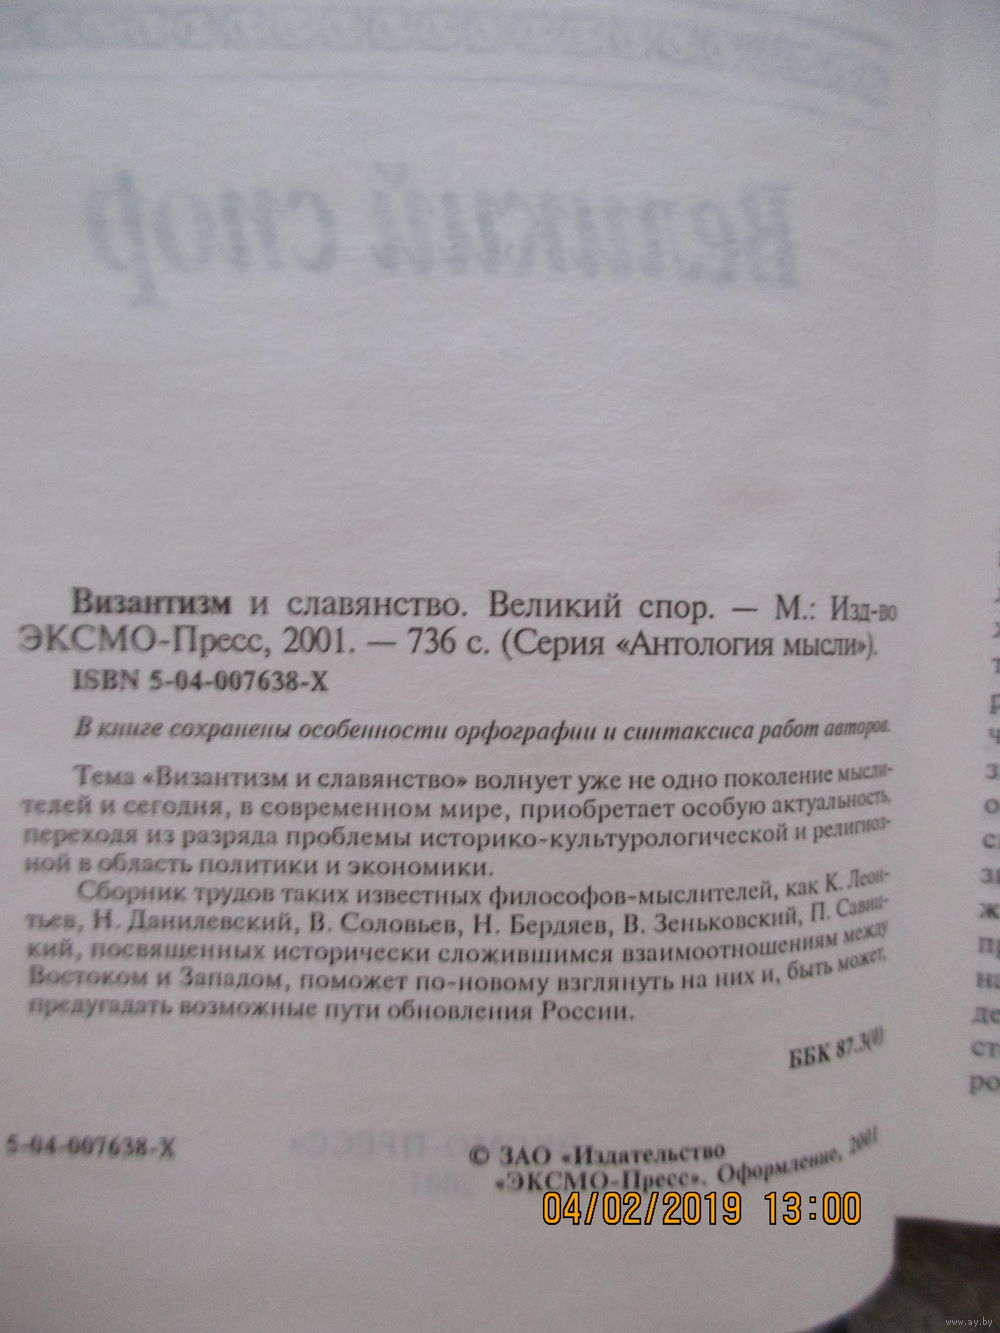 Великий спор
Византизм и славянство. Великий спор. — М.: Изд-во
ЭКСМО-Пресс, 2001. — 736 с. (Серия «Антология мысли»).
ISBN 5-04-007638-X
В книге сохранены особенности орфографии и синтаксиса работ авторов.
Тема «Византизм и славянство» волнует уже не одно поколение мысли-
телей и сегодня, в современном мире, приобретает особую актуальность,
переходя из разряда проблемы историко-культурологической и религиоз-
ной в область политики и экономики.
Сборник трудов таких известных философов-мыслителей, как К. Леон-
тьев, Н. Данилевский, В. Соловьев, Н. Бердяев, В. Зеньковский, П. Савиц-
кий, посвященных исторически сложившимся взаимоотношениям между
Востоком и Западом, поможет по-новому взглянуть на них и, быть может,
предугадать возможные пути обновления России.
ББК 87.3(0)
5-04-007638-X
© ЗАО «Издательство
«ЭКСМО-Пресс». Оформление, 2001
04/02/2019 13:00
www.ay.by